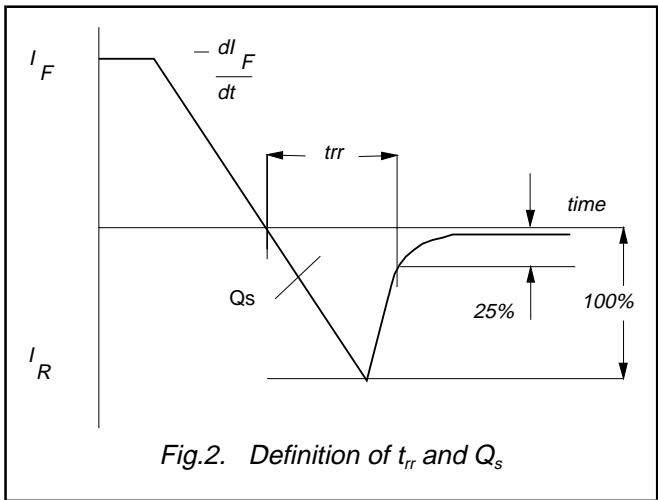 I F
− dI F
dt
trr
time
Qs
25%
100%
I R
Fig.2. Definition of trr and Qs